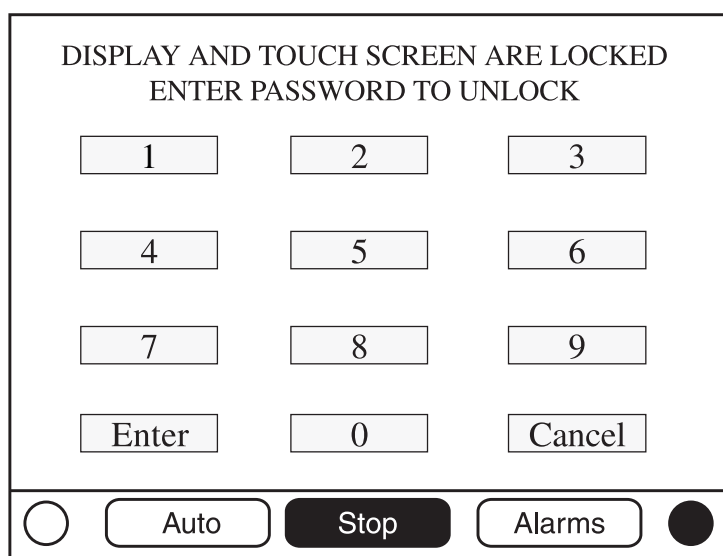 DISPLAY AND TOUCH SCREEN ARE LOCKED
ENTER PASSWORD TO UNLOCK
1 2 3
4 5 6
7 8 9
Enter 0 Cancel
Auto Stop Alarms